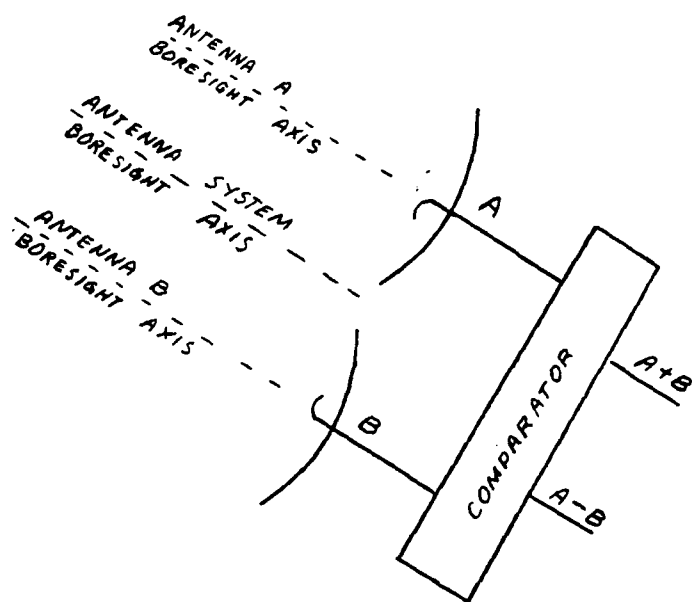 ANTENNA A
BORESIGHT AXIS
ANTENNA SYSTEM
BORESIGHT AXIS
ANTENNA B
BORESIGHT AXIS
A
B
COMPARATOR
A+B
A-B